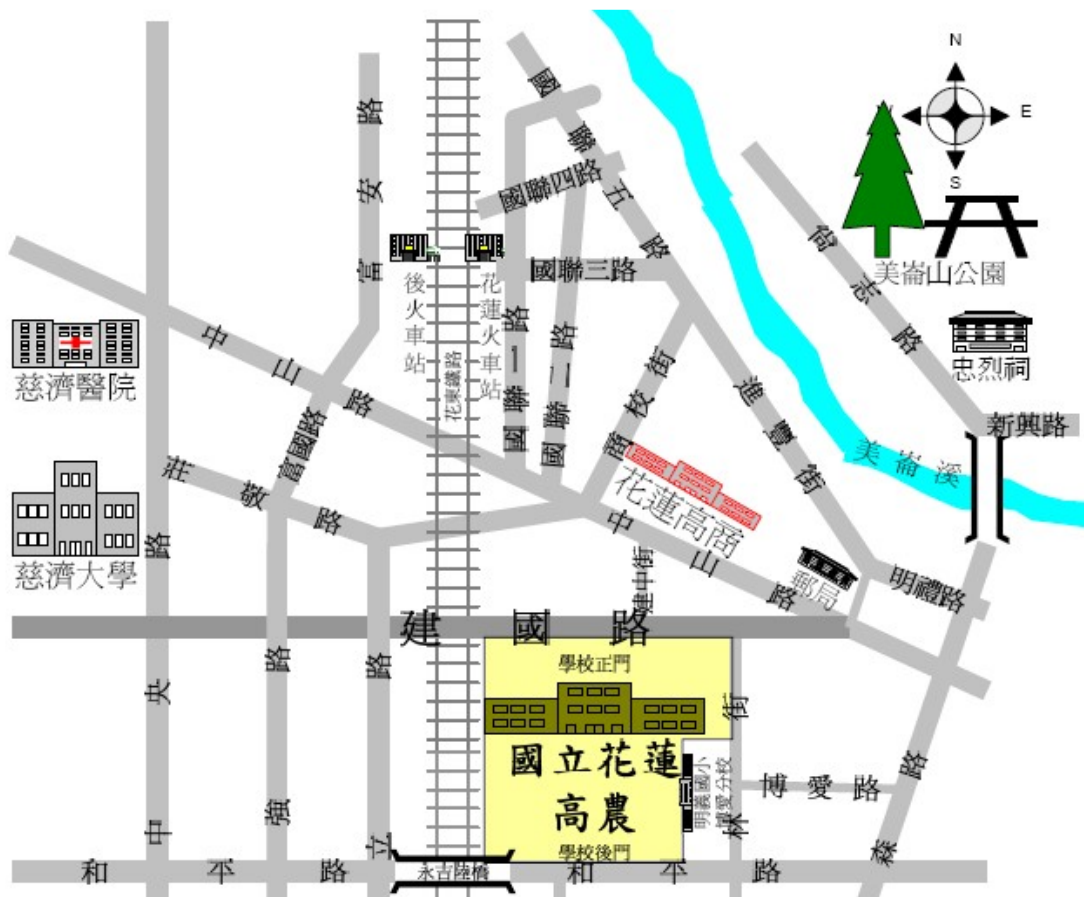 N
W
E
S
國聯五路
富安路
國聯四路
尚志路
美崙山公園
後火車站
花蓮火車站
國聯三路
國聯一路
國聯二路
花東鐵路
中山路
慈濟醫院
忠烈祠
新興路
商校街
進豐街
富國路
莊敬路
美崙溪
花蓮高商
慈濟大學
中山路
建中街
郵局
明禮路
建國路
學校正門
國立花蓮
高農
學校後門
中央路
強路
立路
林街
明義國小
博愛分校
博愛路
森路
和平路
永吉陸橋
和平路